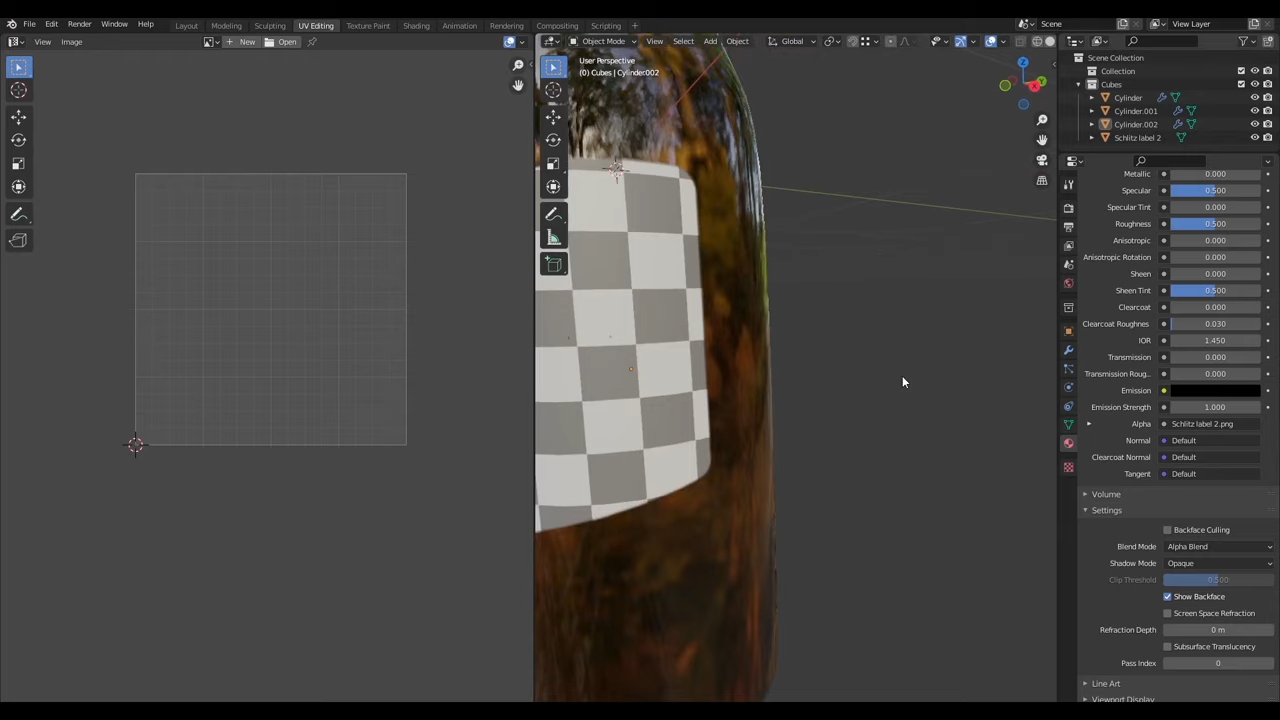 File Edit Render Window Help Layout Modeling Sculpting UV Editing Texture Paint Shading Animation Rendering Compositing Scripting + Scene View Layer
View Image + New Open Object Mode View Select Add Object Global
User Perspective
(0) Cubes | Cylinder.002
Scene Collection
Collection
Cubes
Cylinder
Cylinder.001
Cylinder.002
Schlitz label 2
Metallic 0.000
Specular 0.500
Specular Tint 0.000
Roughness 0.500
Anisotropic 0.000
Anisotropic Rotation 0.000
Sheen 0.000
Sheen Tint 0.500
Clearcoat 0.000
Clearcoat Roughnes 0.030
IOR 1.450
Transmission 0.000
Transmission Roug.. 0.000
Emission
Emission Strength 1.000
Alpha Schlitz label 2.png
Normal Default
Clearcoat Normal Default
Tangent Default
Volume
Settings
Backface Culling
Blend Mode Alpha Blend
Shadow Mode Opaque
Clip Threshold 0.500
Show Backface
Screen Space Refraction
Refraction Depth 0 m
Subsurface Translucency
Pass Index 0
Line Art
Viewport Display